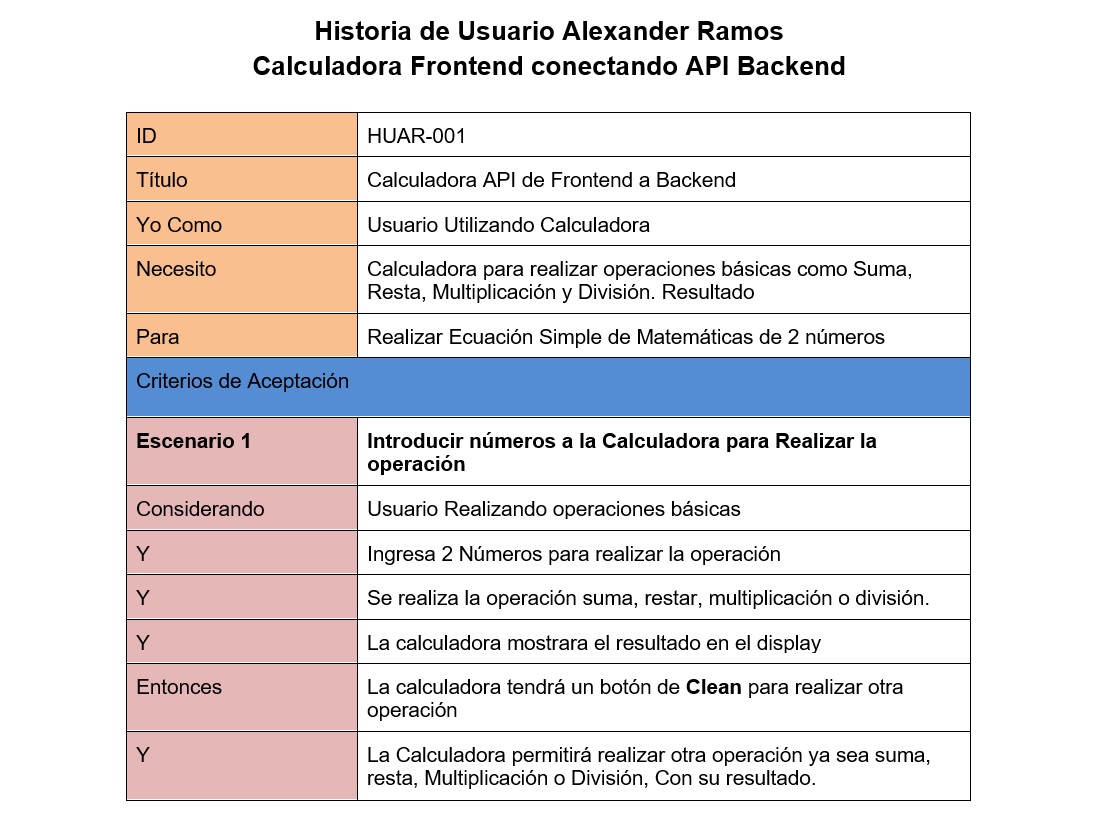 Historia de Usuario Alexander Ramos
Calculadora Frontend conectando API Backend
ID
HUAR-001
Título
Calculadora API de Frontend a Backend
Yo Como
Usuario Utilizando Calculadora
Necesito
Calculadora para realizar operaciones básicas como Suma,
Resta, Multiplicación y División. Resultado
Para
Realizar Ecuación Simple de Matemáticas de 2 números
Criterios de Aceptación
Escenario 1
Introducir números a la Calculadora para Realizar la
operación
Considerando
Usuario Realizando operaciones básicas
Y
Ingresa 2 Números para realizar la operación
Y
Se realiza la operación suma, restar, multiplicación o división.
Y
La calculadora mostrara el resultado en el display
Entonces
La calculadora tendrá un botón de Clean para realizar otra
operación
Y
La Calculadora permitirá realizar otra operación ya sea suma,
resta, Multiplicación o División, Con su resultado.